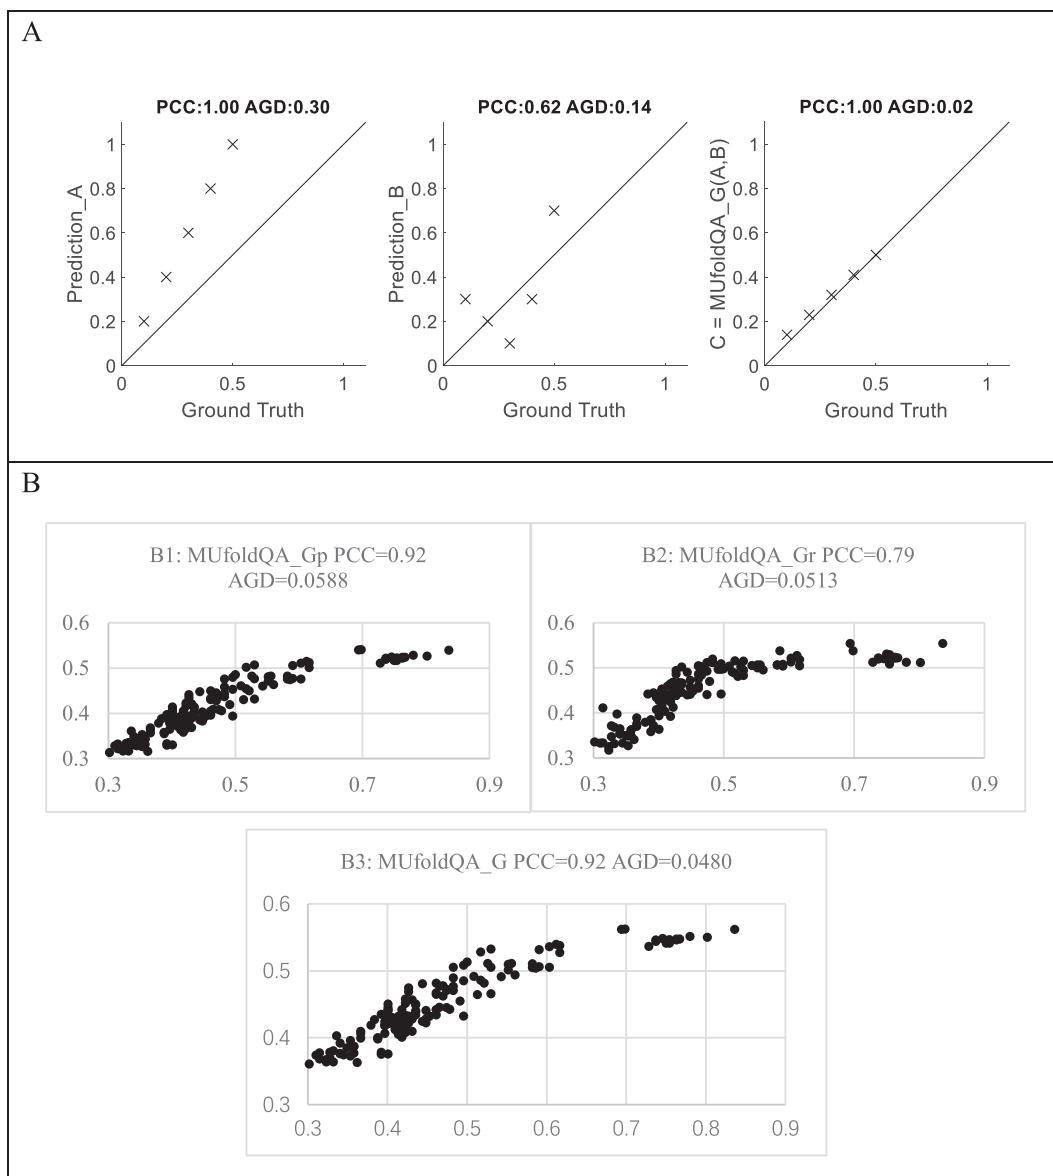 A
PCC:1.00 AGD:0.30
PCC:0.62 AGD:0.14
PCC:1.00 AGD:0.02
Prediction_A
1
0.8
0.6
0.4
0.2
0
0 0.5 1
Ground Truth
Prediction_B
1
0.8
0.6
0.4
0.2
0
0 0.5 1
Ground Truth
C = MUfoldQA_G(A,B)
1
0.8
0.6
0.4
0.2
0
0 0.5 1
Ground Truth
B
B1: MUfoldQA_Gp PCC=0.92
AGD=0.0588
0.6
0.5
0.4
0.3
0.3 0.5 0.7 0.9
B2: MUfoldQA_Gr PCC=0.79
AGD=0.0513
0.6
0.5
0.4
0.3
0.3 0.5 0.7 0.9
B3: MUfoldQA_G PCC=0.92 AGD=0.0480
0.6
0.5
0.4
0.3
0.3 0.4 0.5 0.6 0.7 0.8 0.9